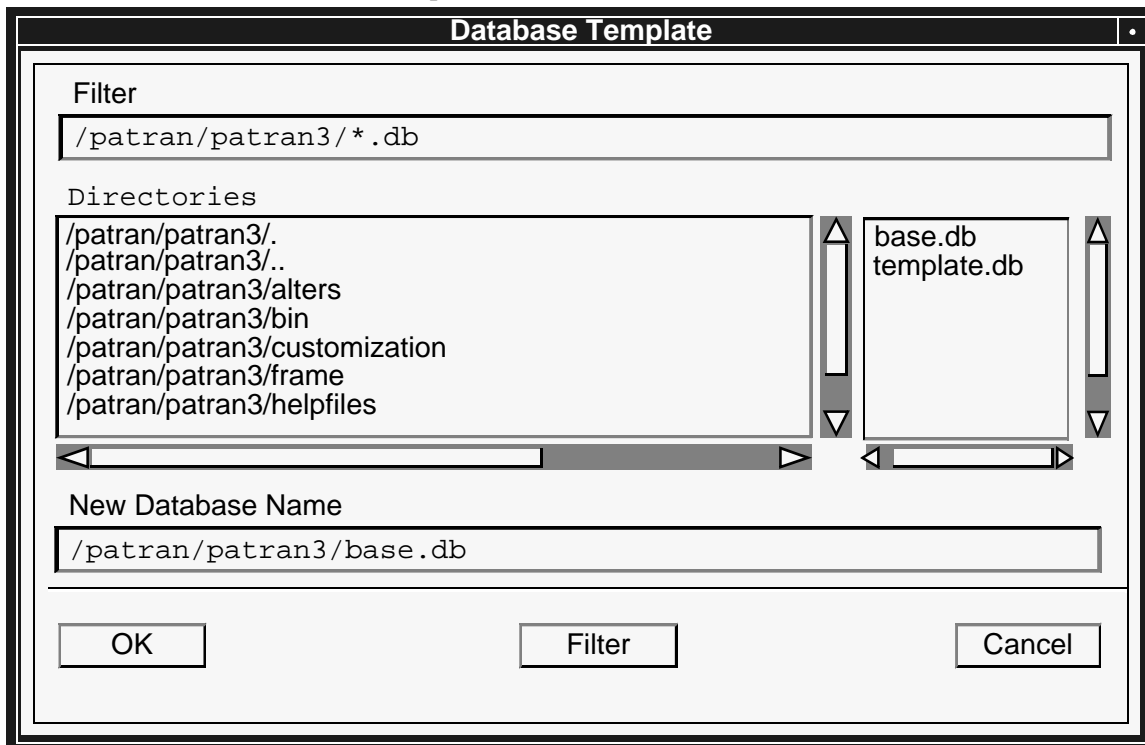 Database Template
Filter
/patran/patran3/*.db
Directories
/patran/patran3/.
/patran/patran3/..
/patran/patran3/alters
/patran/patran3/bin
/patran/patran3/customization
/patran/patran3/frame
/patran/patran3/helpfiles
base.db
template.db
New Database Name
/patran/patran3/base.db
OK
Filter
Cancel